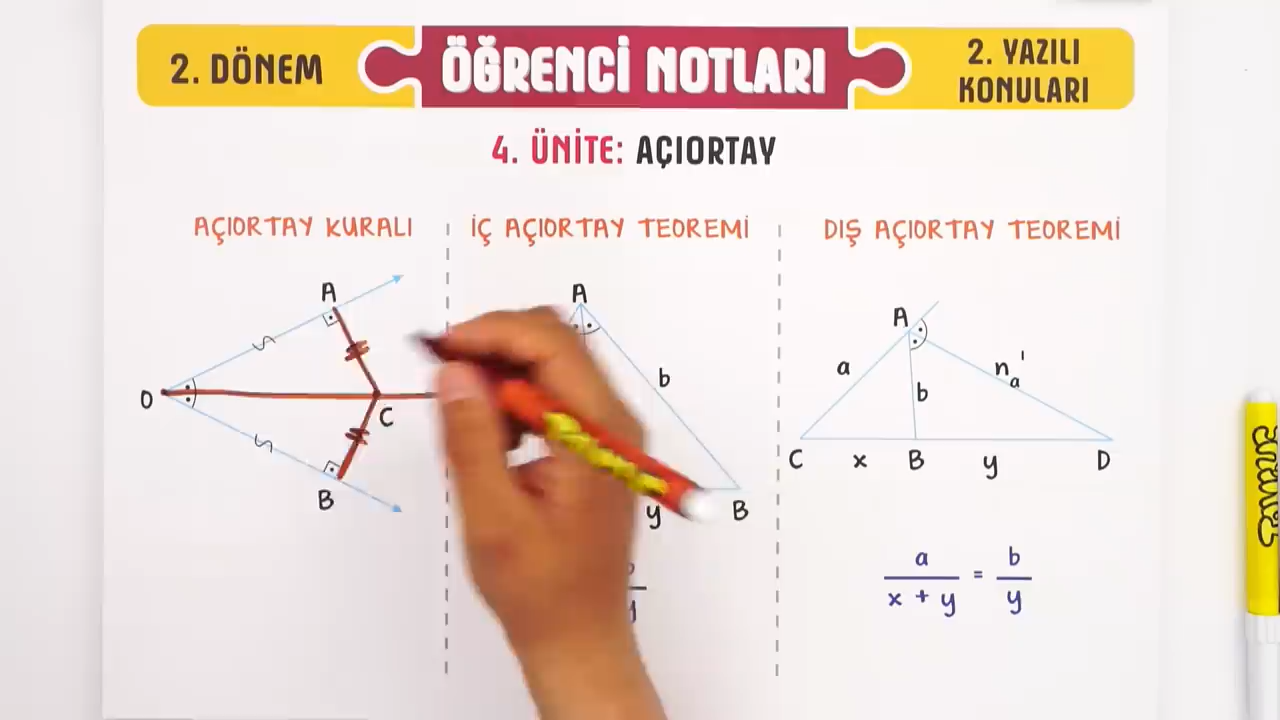 2. DÖNEM
ÖĞRENCİ NOTLARI
2. YAZILI
KONULARI
4. ÜNİTE: AÇIORTAY
AÇIORTAY KURALI
A
O
C
B
İÇ AÇIORTAY TEOREMİ
A
b
y
B
DIŞ AÇIORTAY TEOREMİ
A
a
b
n'a
C
x
B
y
D
a
x + y
=
b
y